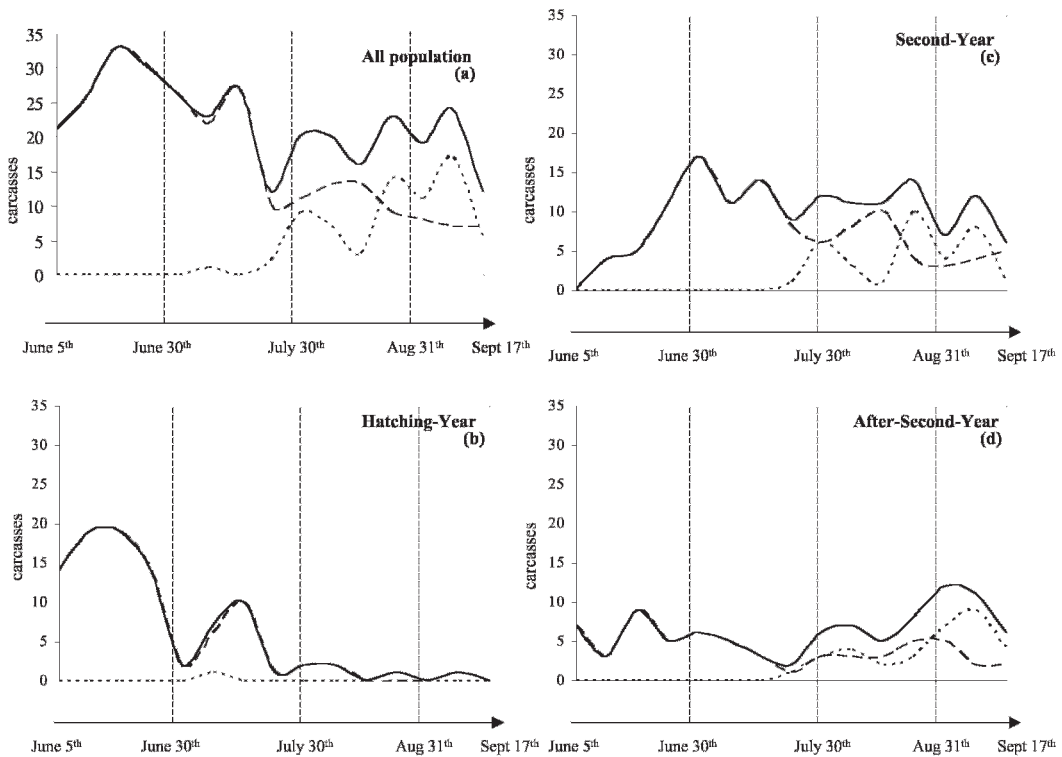 All population
(a)
35
30
25
20
15
10
5
0
carcasses
June 5th
June 30th
July 30th
Aug 31th
Sept 17th
Second-Year
(c)
35
30
25
20
15
10
5
0
carcasses
June 5th
June 30th
July 30th
Aug 31th
Sept 17th
Hatching-Year
(b)
35
30
25
20
15
10
5
0
carcasses
June 5th
June 30th
July 30th
Aug 31th
Sept 17th
After-Second-Year
(d)
35
30
25
20
15
10
5
0
carcasses
June 5th
June 30th
July 30th
Aug 31th
Sept 17th